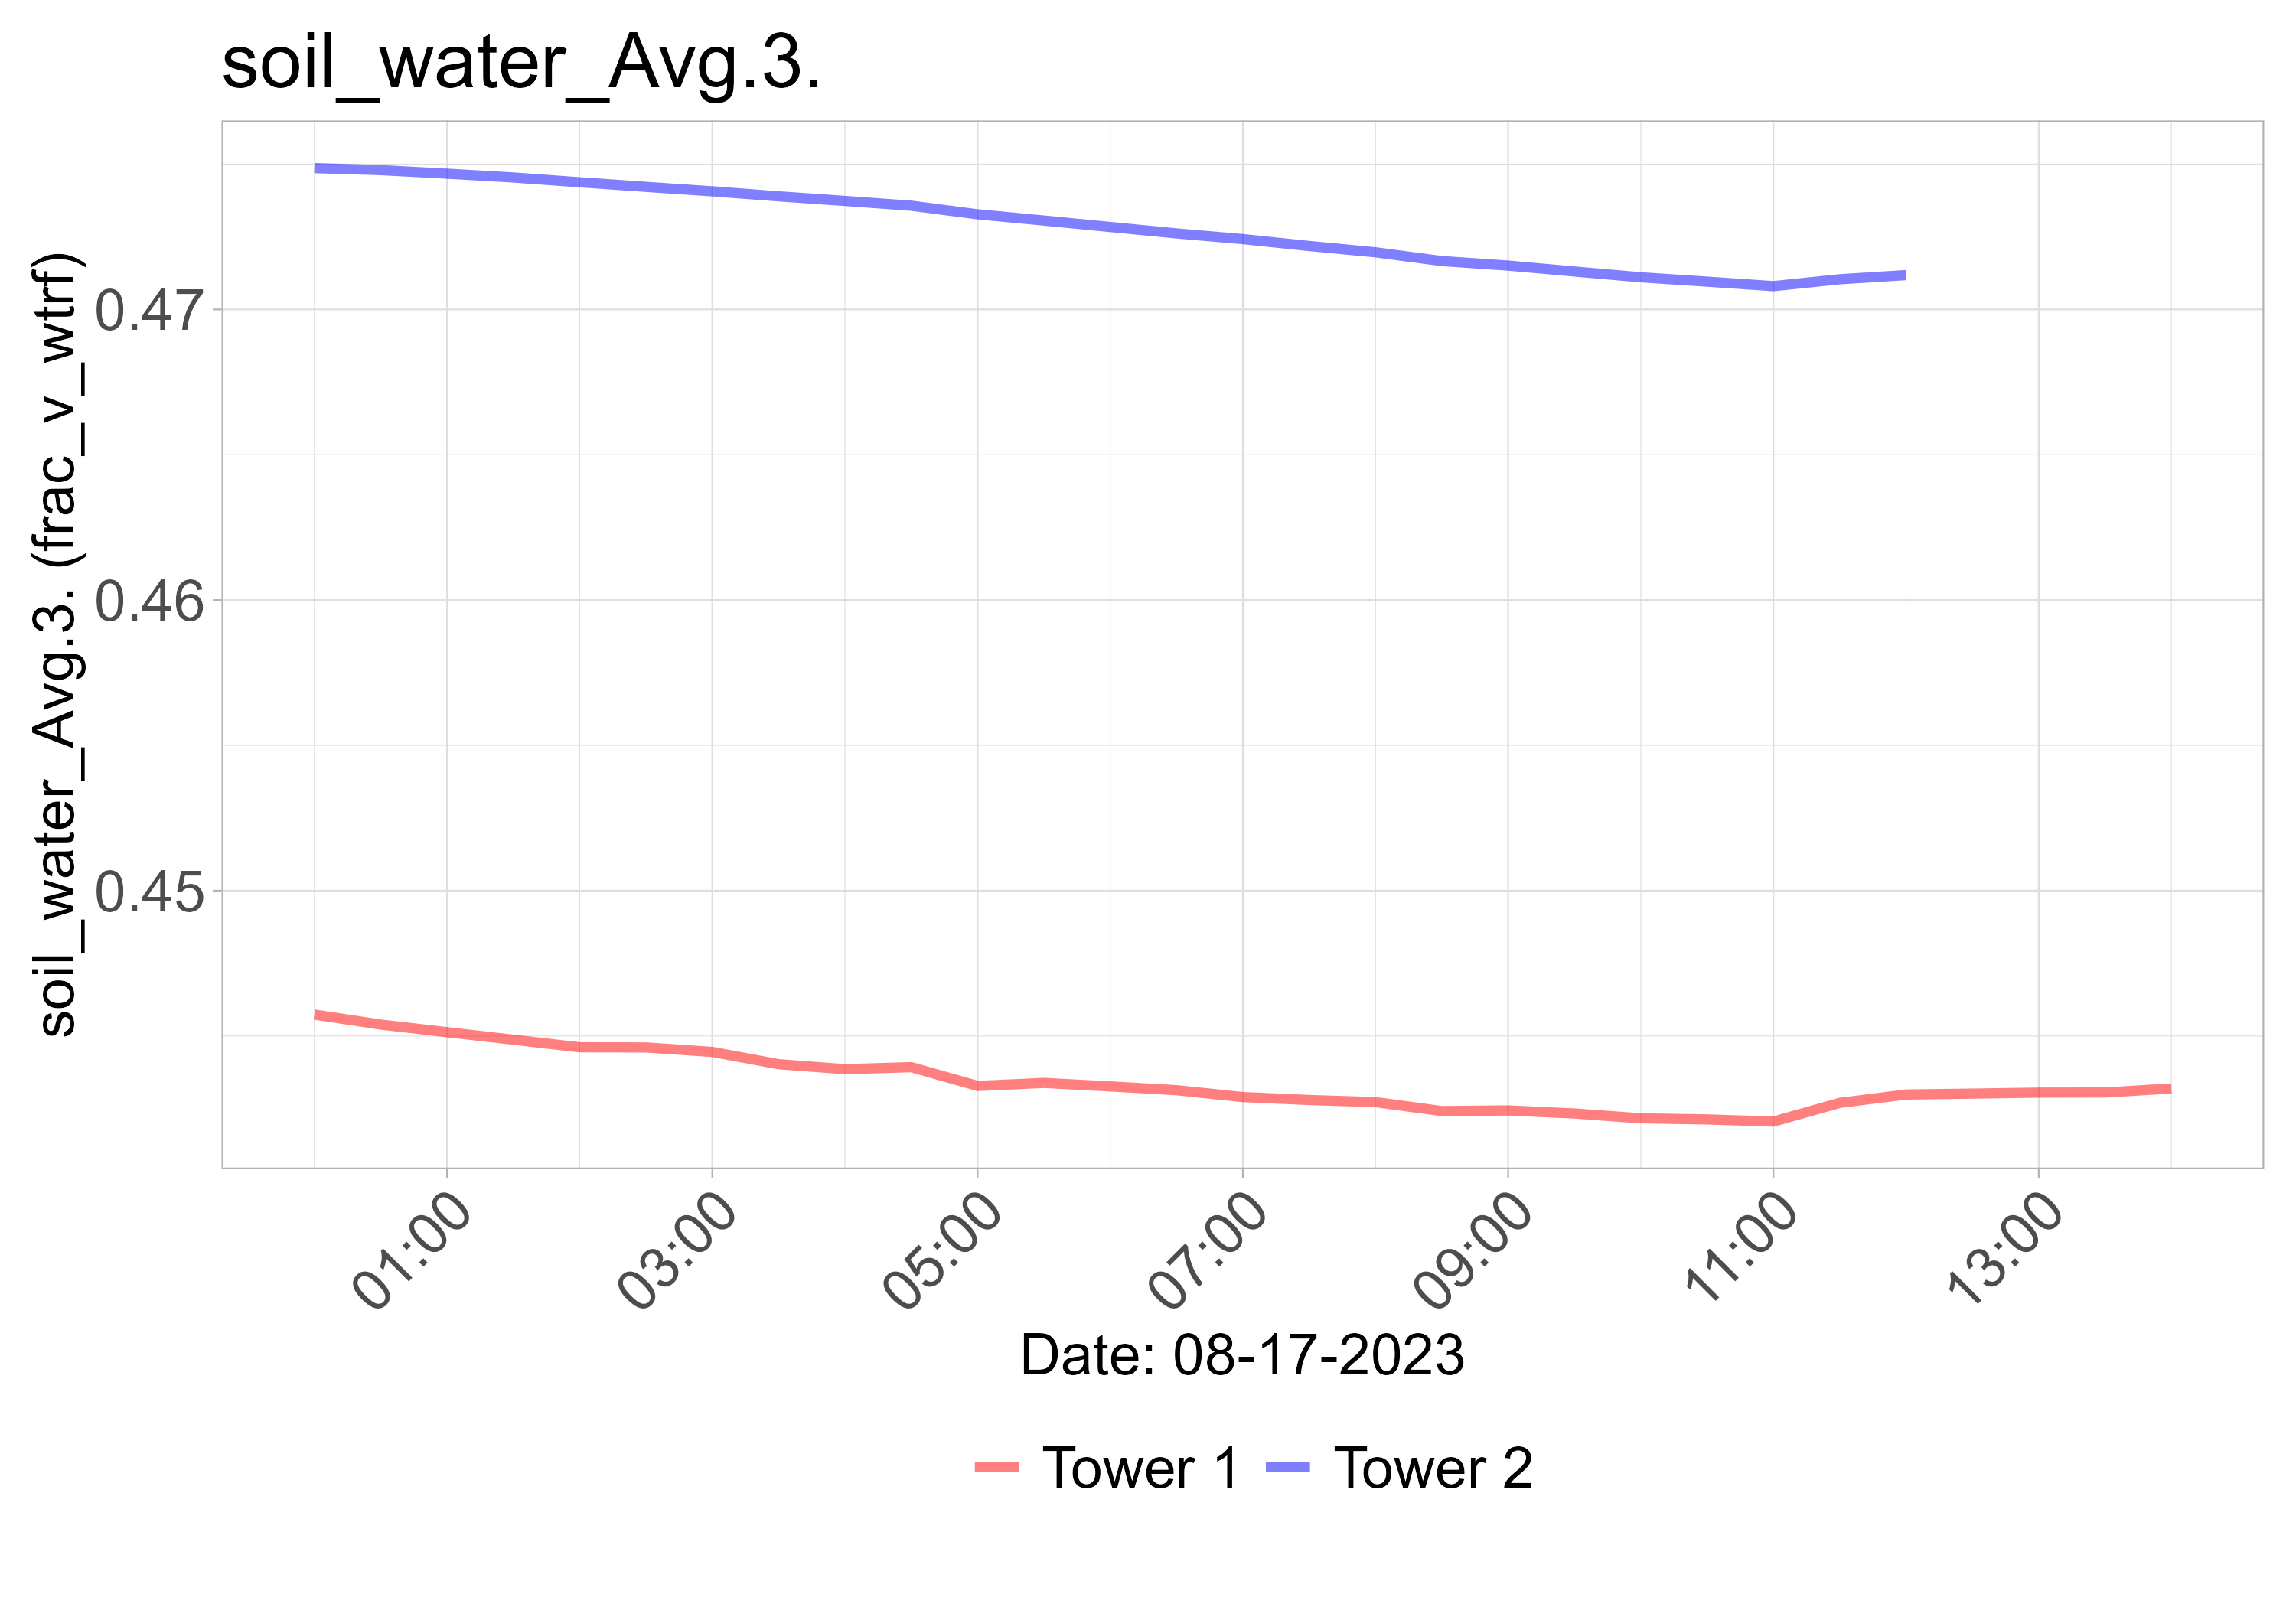 soil_water_Avg.3.
soil_water_Avg.3. (frac_v_wtrf)
0.47
0.46
0.45
01:00
03:00
05:00
07:00
09:00
11:00
13:00
Date: 08-17-2023
Tower 1
Tower 2